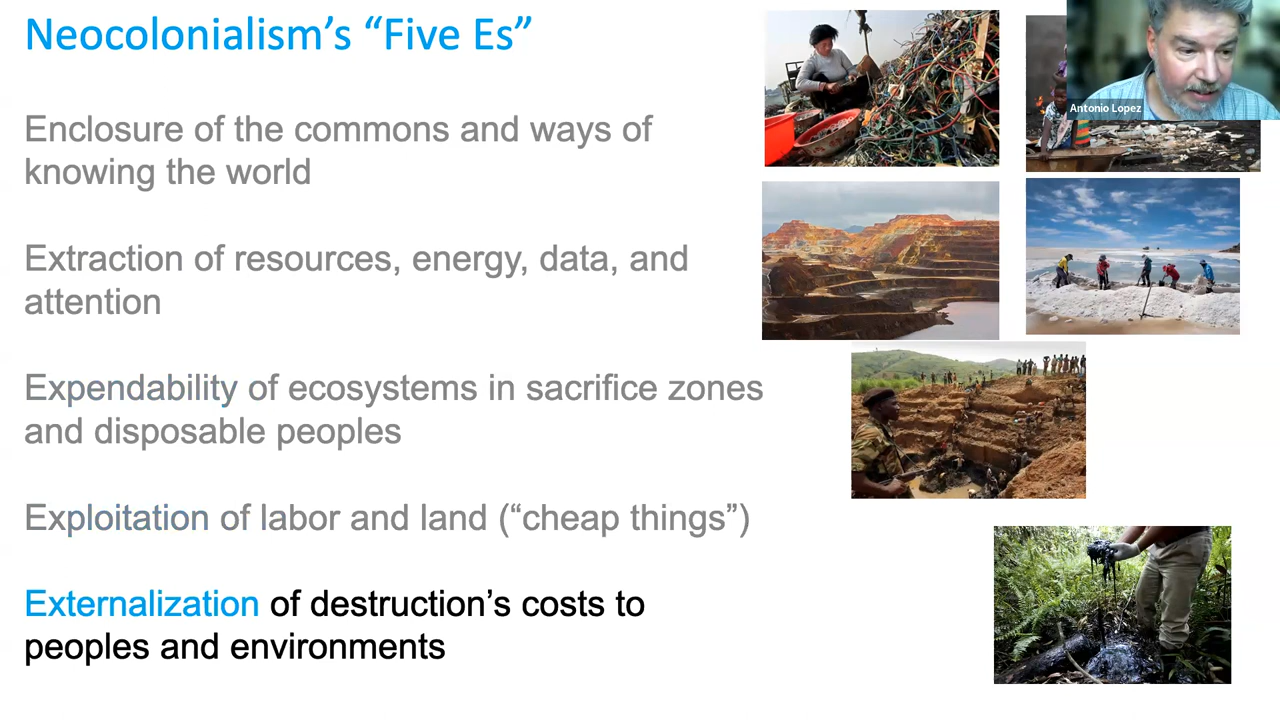 Neocolonialism’s “Five Es”
Antonio Lopez
Enclosure of the commons and ways of
knowing the world
Extraction of resources, energy, data, and
attention
Expendability of ecosystems in sacrifice zones
and disposable peoples
Exploitation of labor and land (“cheap things”)
Externalization of destruction’s costs to
peoples and environments